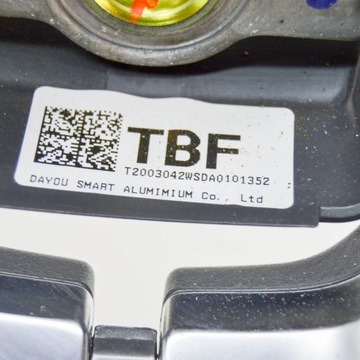 TBF
T2003042WSDA0101352
DAYOU SMART ALUMIMIUM Co., Ltd